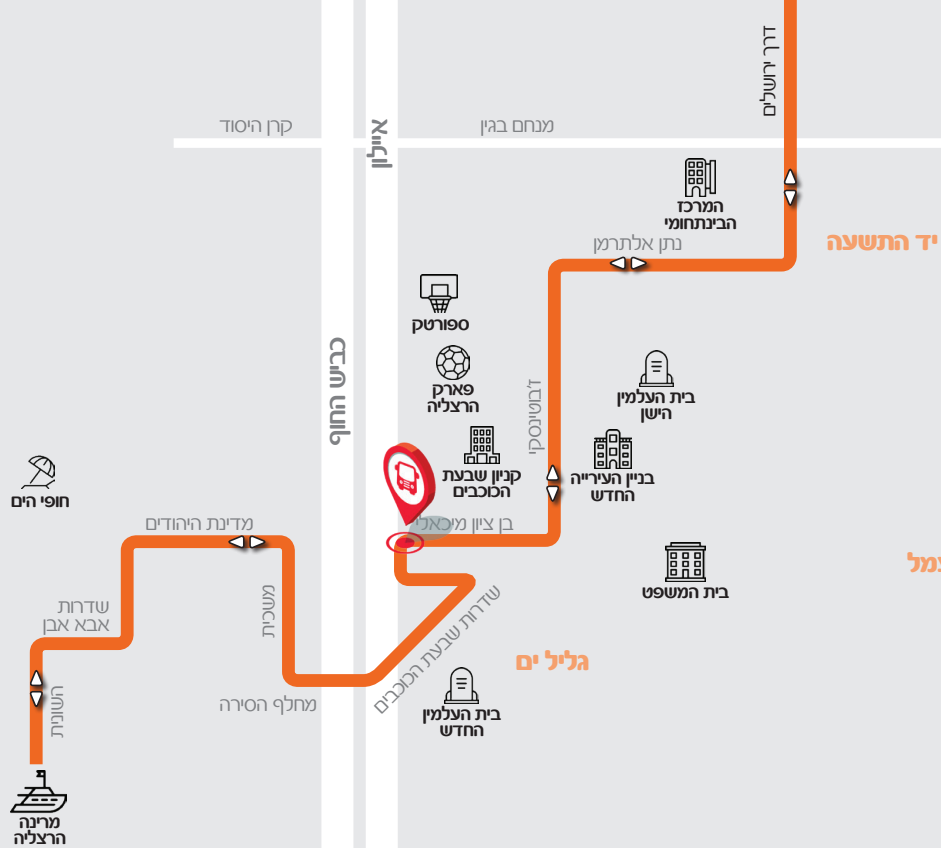 דרך ירושלים
קרן היסוד
איילון
מנחם בגין
המרכז
הבינתחומי
נתן אלתרמן
יד התשעה
ספורטק
כביש החוף
פארק
הרצליה
ז'בוטינסקי
בית העלמין
הישן
קניון שבעת
הכוכבים
בניין העירייה
החדש
חופי הים
מדינת היהודים
בן ציון מיכאלי
בית המשפט
משכית
שדרות
אבא אבן
שדרות שבעת הכוכבים
גליל ים
השונית
מחלף הסירה
בית העלמין
החדש
מרינה
הרצליה